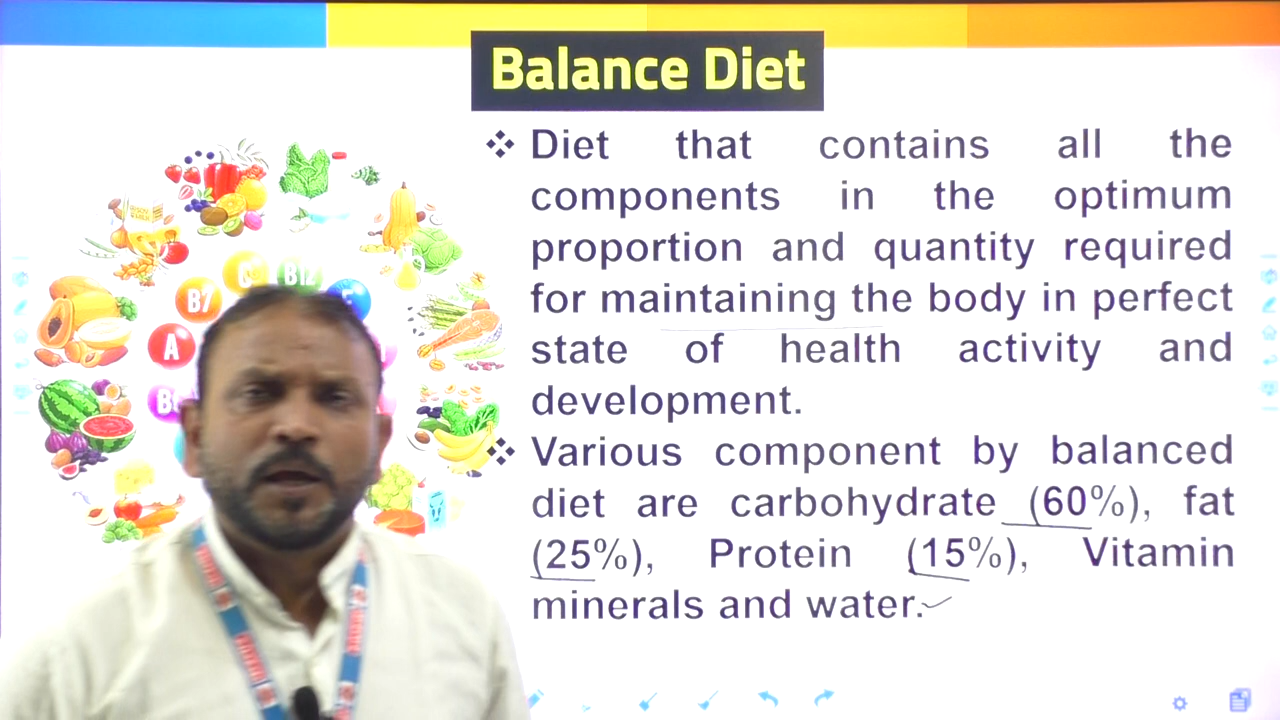 Balance Diet
❖ Diet that contains all the
components in the optimum
proportion and quantity required
for maintaining the body in perfect
state of health activity and
development.
❖ Various component by balanced
diet are carbohydrate (60%), fat
(25%), Protein (15%), Vitamin
minerals and water.
C B12
B7 E
A